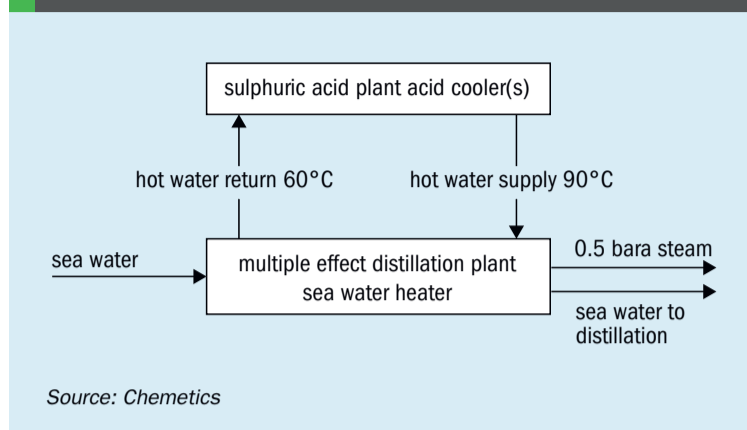 sulphuric acid plant acid cooler(s)
hot water return 60°C
hot water supply 90°C
sea water
multiple effect distillation plant
sea water heater
0.5 bara steam
sea water to
distillation
Source: Chemetics